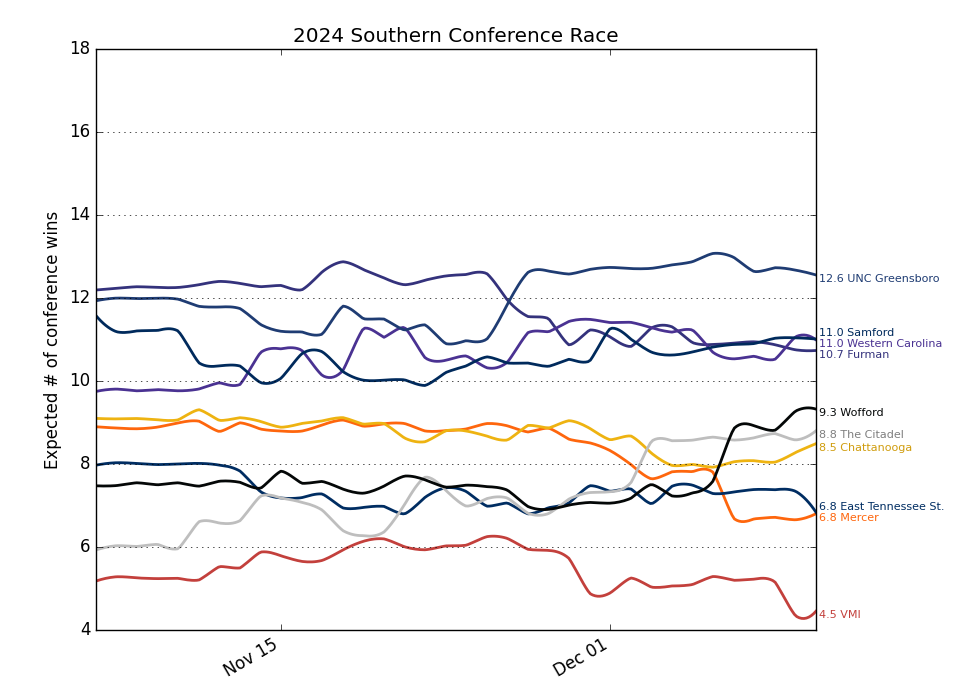 2024 Southern Conference Race
Expected # of conference wins
18
16
14
12
10
8
6
4
Nov 15
Dec 01
12.6 UNC Greensboro
11.0 Samford
11.0 Western Carolina
10.7 Furman
9.3 Wofford
8.8 The Citadel
8.5 Chattanooga
6.8 East Tennessee St.
6.8 Mercer
4.5 VMI